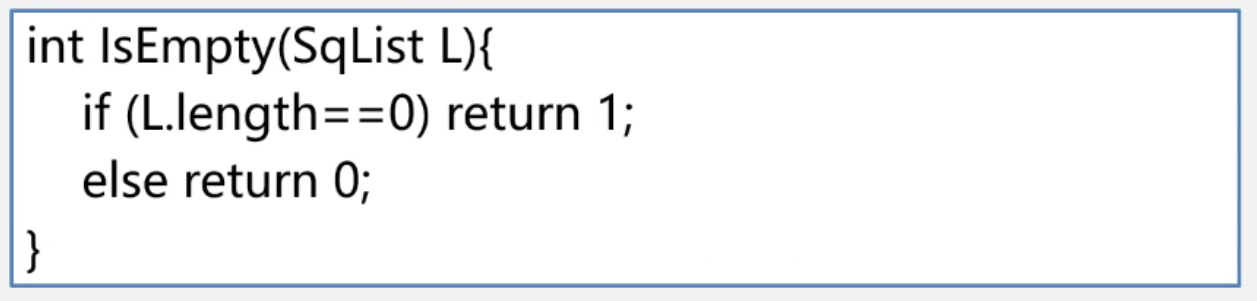 int IsEmpty(SqList L){
if (L.length==0) return 1;
else return 0;
}